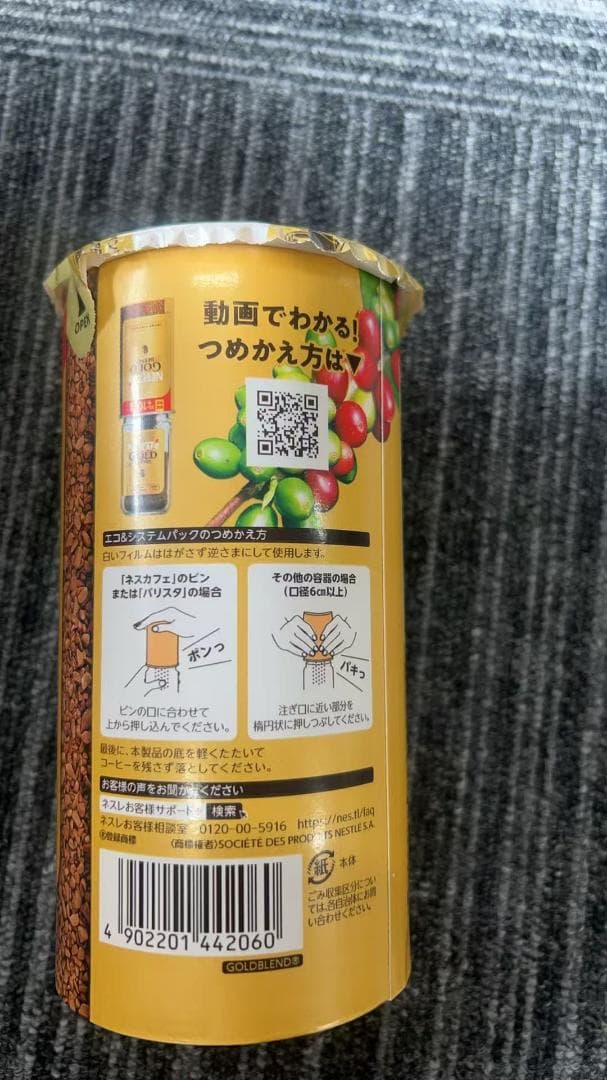 OPEN
GOLD
動画でわかる!
つめかえ方は▼
エコ&システムパックのつめかえ方
白いフィルムははがさず逆さまにして使用します。
「ネスカフェ」のビン
または「バリスタ」の場合
ポンっ
ビンの口に合わせて
上から押し込んでください。
その他の容器の場合
(口径6cm以上)
バキっ
注ぎ口に近い部分を
楕円状に押しつぶしてください。
最後に、本製品の底を軽くたたいて
コーヒーを残さず落としてください。
お客様の声をお聞かせください
ネスレお客様サポート 検索
ネスレお客様相談室 0120-00-5916 https://nes.tl/faq
®登録商標 (商標権者)SOCIÉTÉ DES PRODUITS NESTLÉ S.A.
4 902201 442060
GOLDBLEND®
紙 本体
ごみ収集区分につい
ては、各自治体にお問
い合わせください。